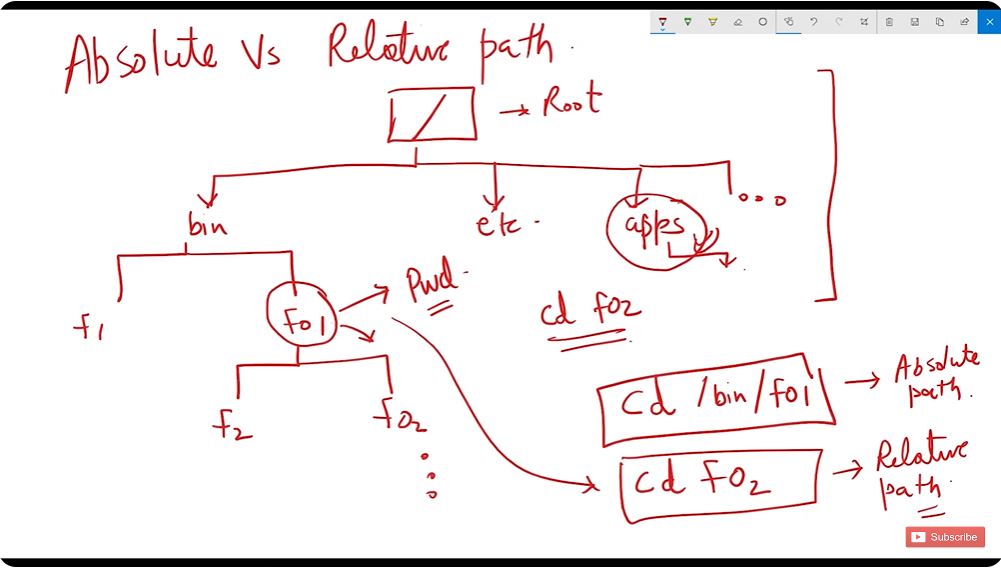 Absolute Vs Relative path.
/ → Root
bin
etc.
apps
...
f1
fo1
Pwd.
cd fo2
f2
fo2
cd /bin/fo1 → Absolute path.
cd fo2 → Relative path.
Subscribe